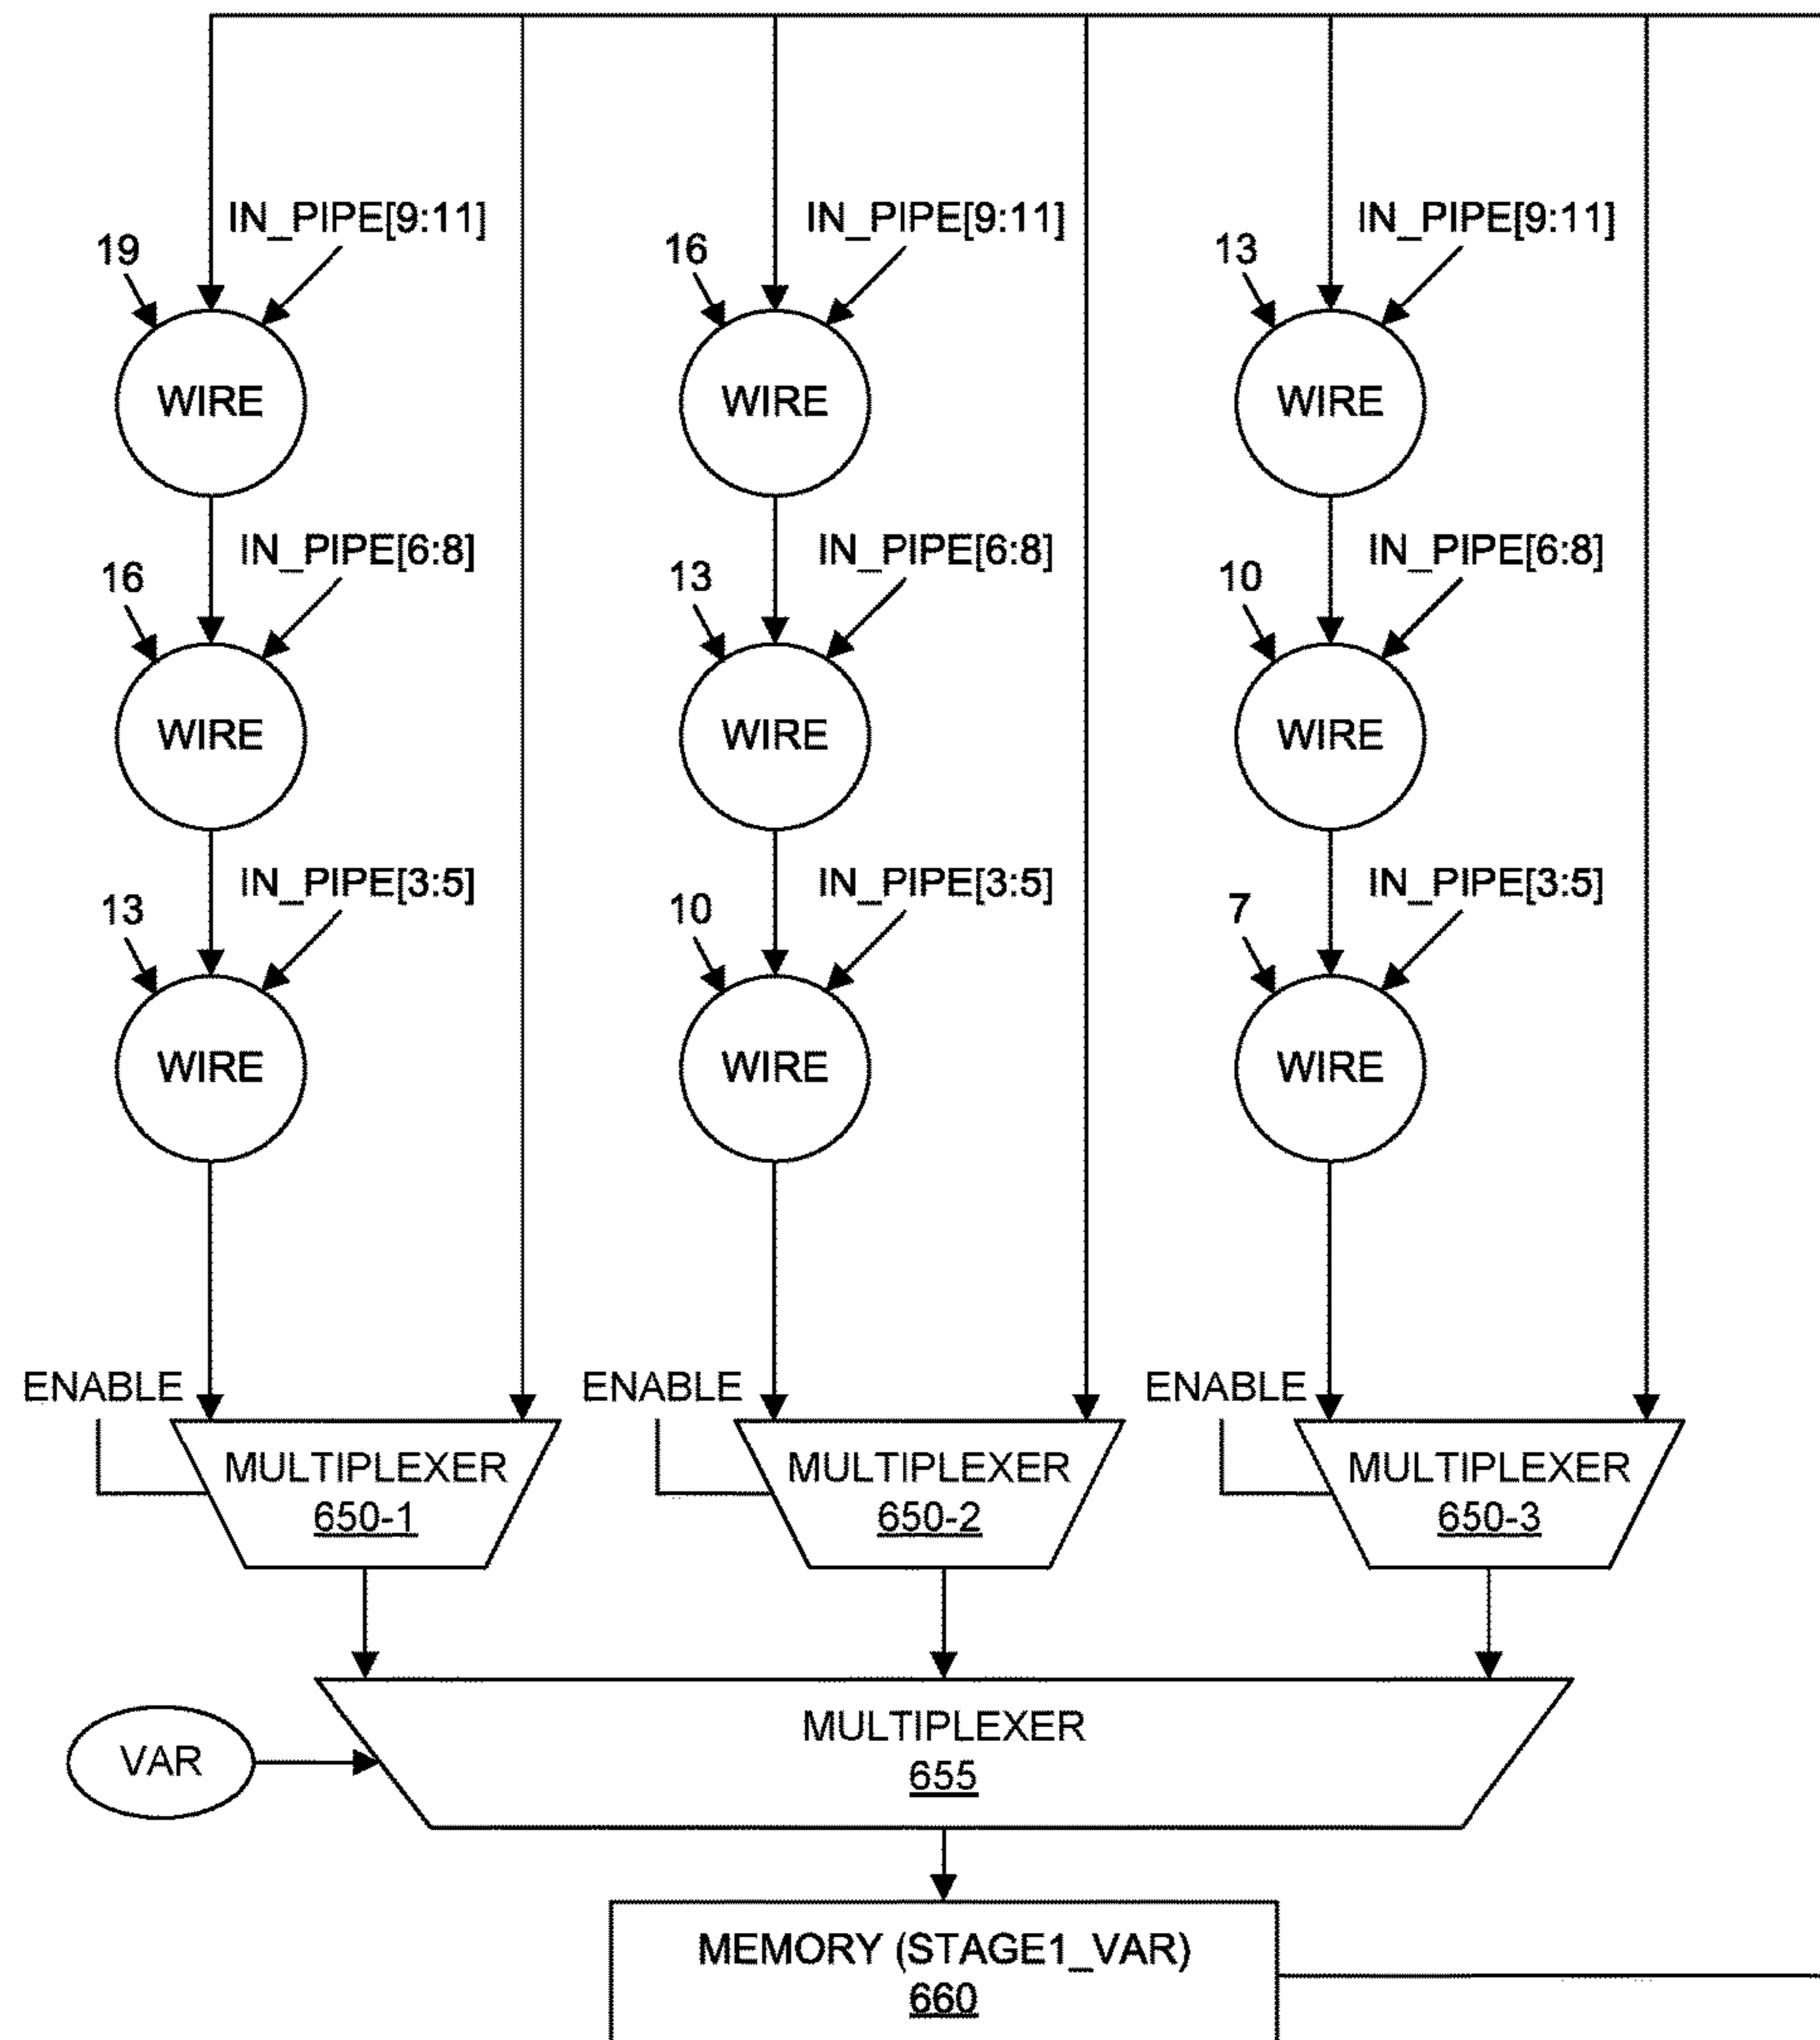 IN_PIPE[9:11] IN_PIPE[9:11] IN_PIPE[9:11]
19 16 13
WIRE WIRE WIRE
IN_PIPE[6:8] IN_PIPE[6:8] IN_PIPE[6:8]
16 13 10
WIRE WIRE WIRE
IN_PIPE[3:5] IN_PIPE[3:5] IN_PIPE[3:5]
13 10 7
WIRE WIRE WIRE
ENABLE ENABLE ENABLE
MULTIPLEXER MULTIPLEXER MULTIPLEXER
650-1 650-2 650-3
MULTIPLEXER
VAR
655
MEMORY (STAGE1_VAR)
660